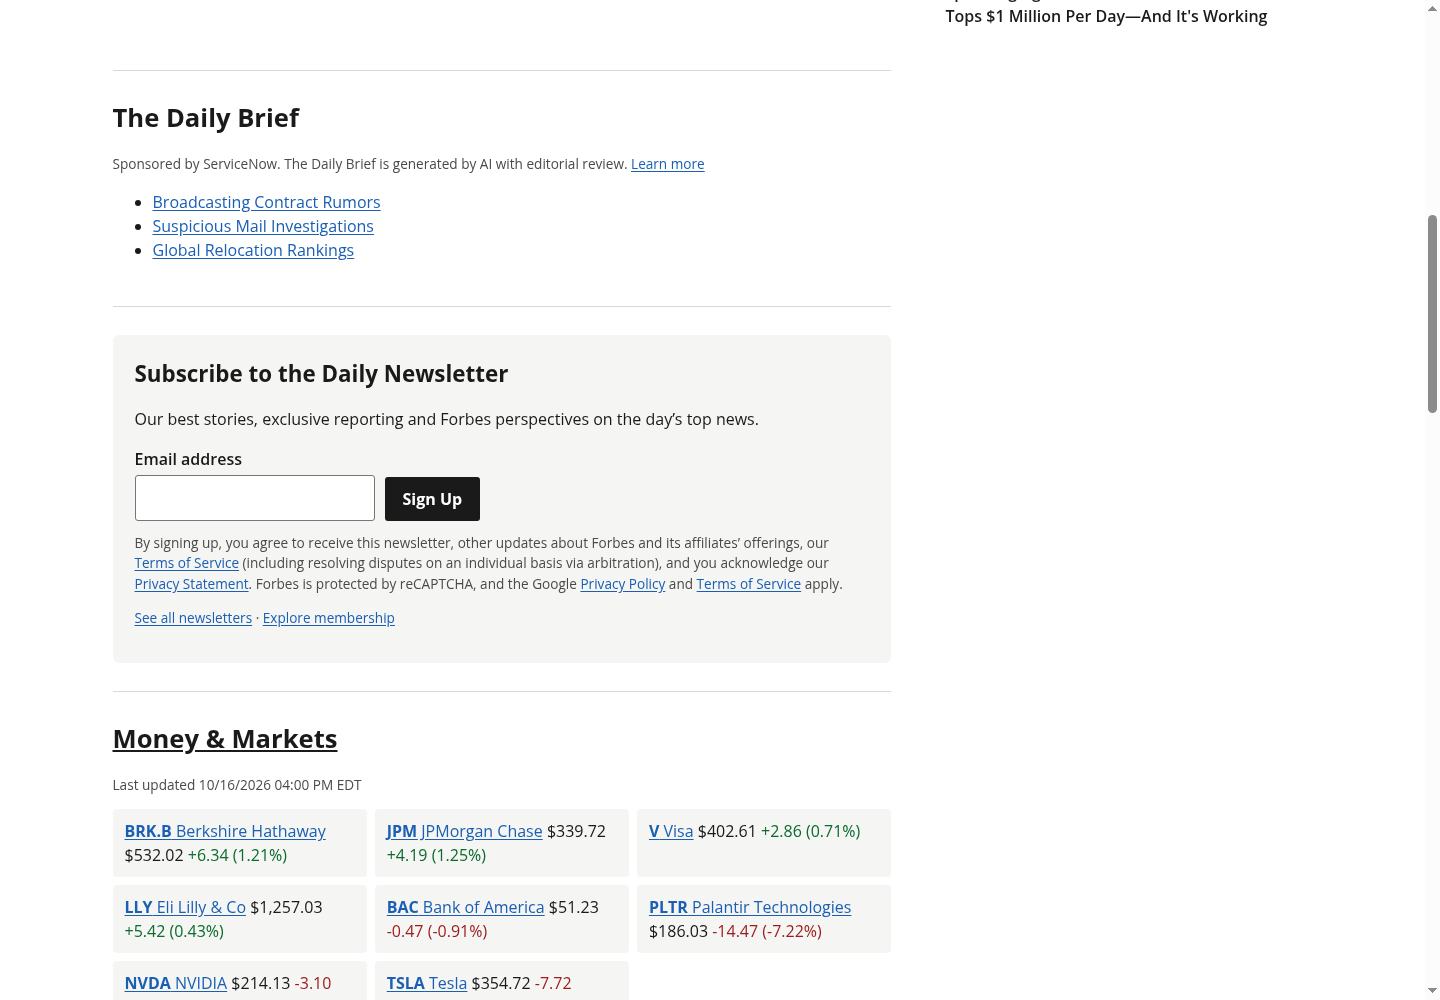 Tops $1 Million Per Day—And It's Working
The Daily Brief
Sponsored by ServiceNow. The Daily Brief is generated by AI with editorial review. Learn more
Broadcasting Contract Rumors
Suspicious Mail Investigations
Global Relocation Rankings
Subscribe to the Daily Newsletter
Our best stories, exclusive reporting and Forbes perspectives on the day’s top news.
Email address
Sign Up
By signing up, you agree to receive this newsletter, other updates about Forbes and its affiliates’ offerings, our
Terms of Service (including resolving disputes on an individual basis via arbitration), and you acknowledge our
Privacy Statement. Forbes is protected by reCAPTCHA, and the Google Privacy Policy and Terms of Service apply.
See all newsletters · Explore membership
Money & Markets
Last updated 10/16/2026 04:00 PM EDT
BRK.B Berkshire Hathaway
$532.02 +6.34 (1.21%)
JPM JPMorgan Chase $339.72
+4.19 (1.25%)
V Visa $402.61 +2.86 (0.71%)
LLY Eli Lilly & Co $1,257.03
+5.42 (0.43%)
BAC Bank of America $51.23
-0.47 (-0.91%)
PLTR Palantir Technologies
$186.03 -14.47 (-7.22%)
NVDA NVIDIA $214.13 -3.10
TSLA Tesla $354.72 -7.72